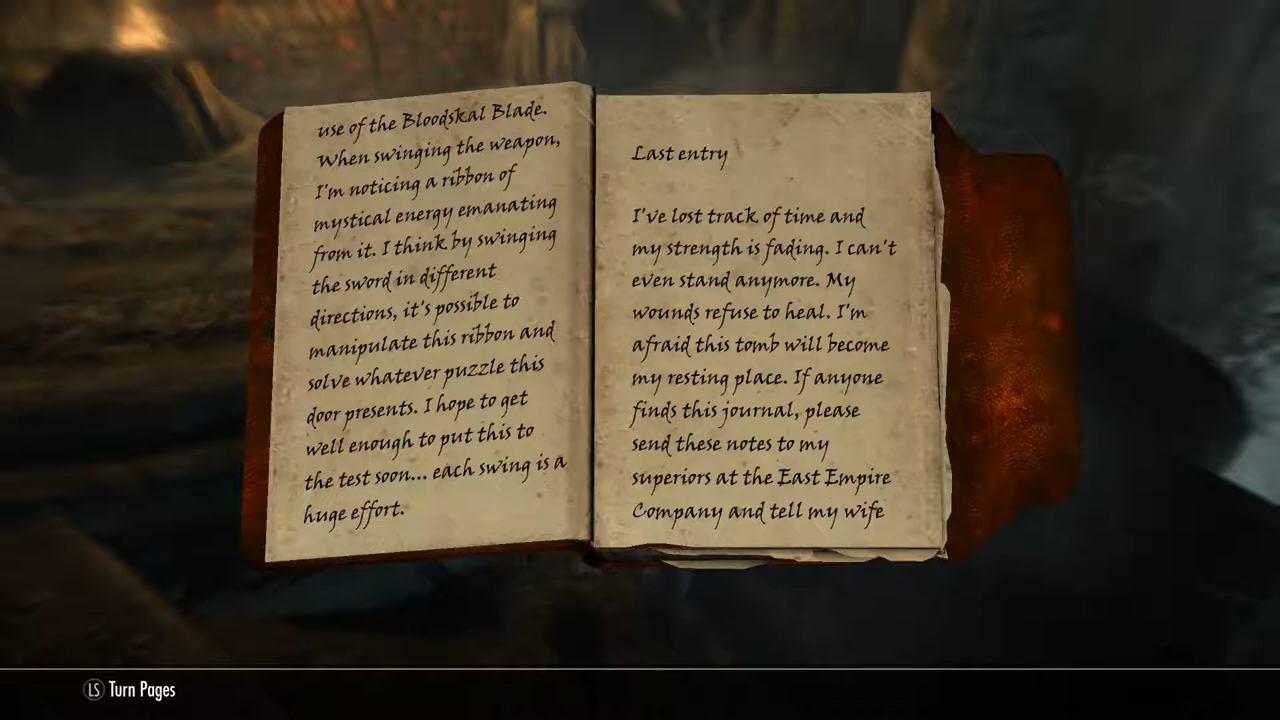 use of the Bloodskal Blade.
When swinging the weapon,
I'm noticing a ribbon of
mystical energy emanating
from it. I think by swinging
the sword in different
directions, it's possible to
manipulate this ribbon and
solve whatever puzzle this
door presents. I hope to get
well enough to put this to
the test soon... each swing is a
huge effort.
Last entry
I've lost track of time and
my strength is fading. I can't
even stand anymore. My
wounds refuse to heal. I'm
afraid this tomb will become
my resting place. If anyone
finds this journal, please
send these notes to my
superiors at the East Empire
Company and tell my wife
LS Turn Pages